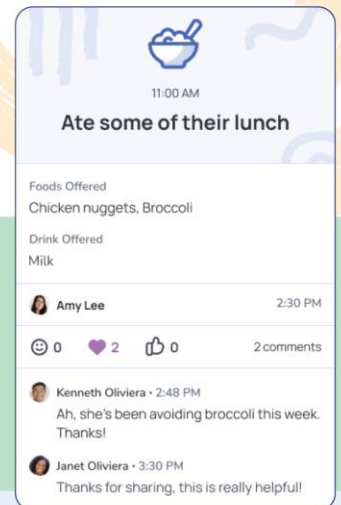 11:00 AM
Ate some of their lunch
Foods Offered
Chicken nuggets, Broccoli
Drink Offered
Milk
Amy Lee 2:30 PM
0 2 0 2 comments
Kenneth Oliviera • 2:48 PM
Ah, she's been avoiding broccoli this week.
Thanks!
Janet Oliviera • 3:30 PM
Thanks for sharing, this is really helpful!